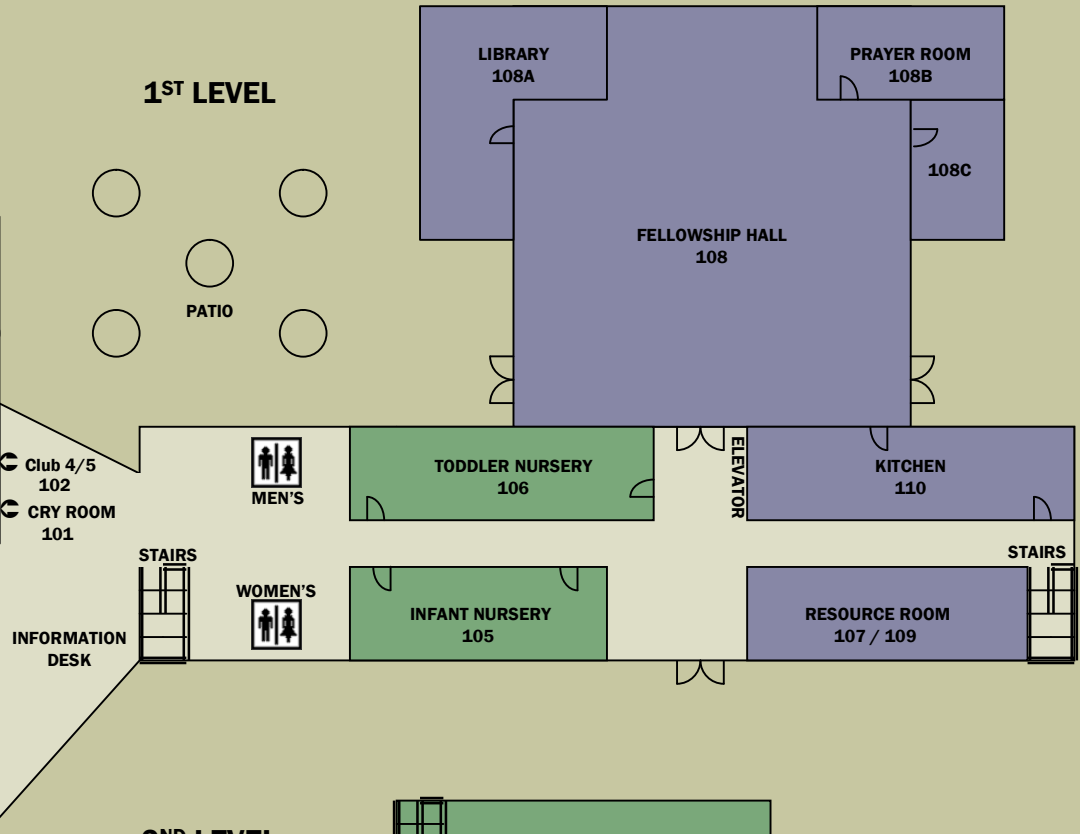 1ST LEVEL
LIBRARY
108A
PRAYER ROOM
108B
108C
FELLOWSHIP HALL
108
PATIO
Club 4/5
102
CRY ROOM
101
MEN'S
TODDLER NURSERY
106
ELEVATOR
KITCHEN
110
STAIRS
STAIRS
WOMEN'S
INFANT NURSERY
105
RESOURCE ROOM
107 / 109
INFORMATION
DESK
2ND LEVEL